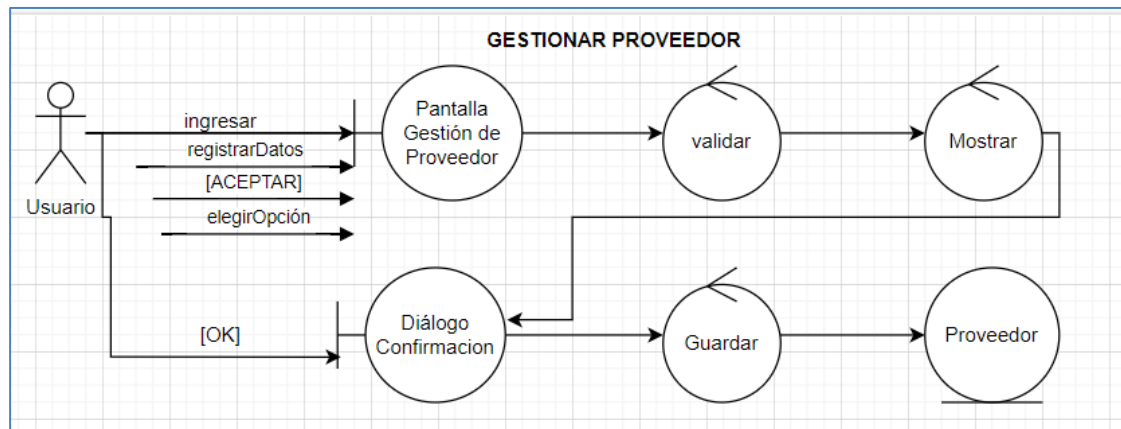 GESTIONAR PROVEEDOR
ingresar
registrarDatos
[ACEPTAR]
elegirOpción
Usuario
Pantalla
Gestión de
Proveedor
validar
Mostrar
[OK]
Diálogo
Confirmacion
Guardar
Proveedor